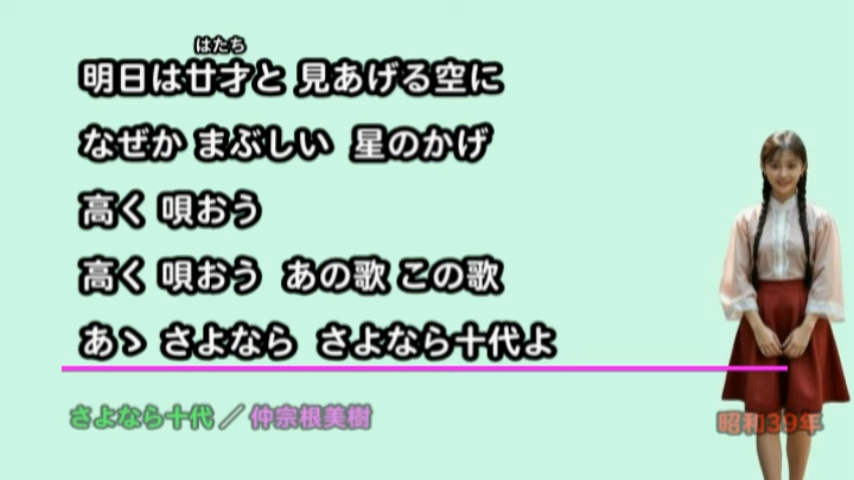 はたち
明日は廿才と 見あげる空に
なぜか まぶしい 星のかげ
高く 唄おう
高く 唄おう あの歌 この歌
あゝ さよなら さよなら十代よ
さよなら十代／仲宗根美樹
昭和39年